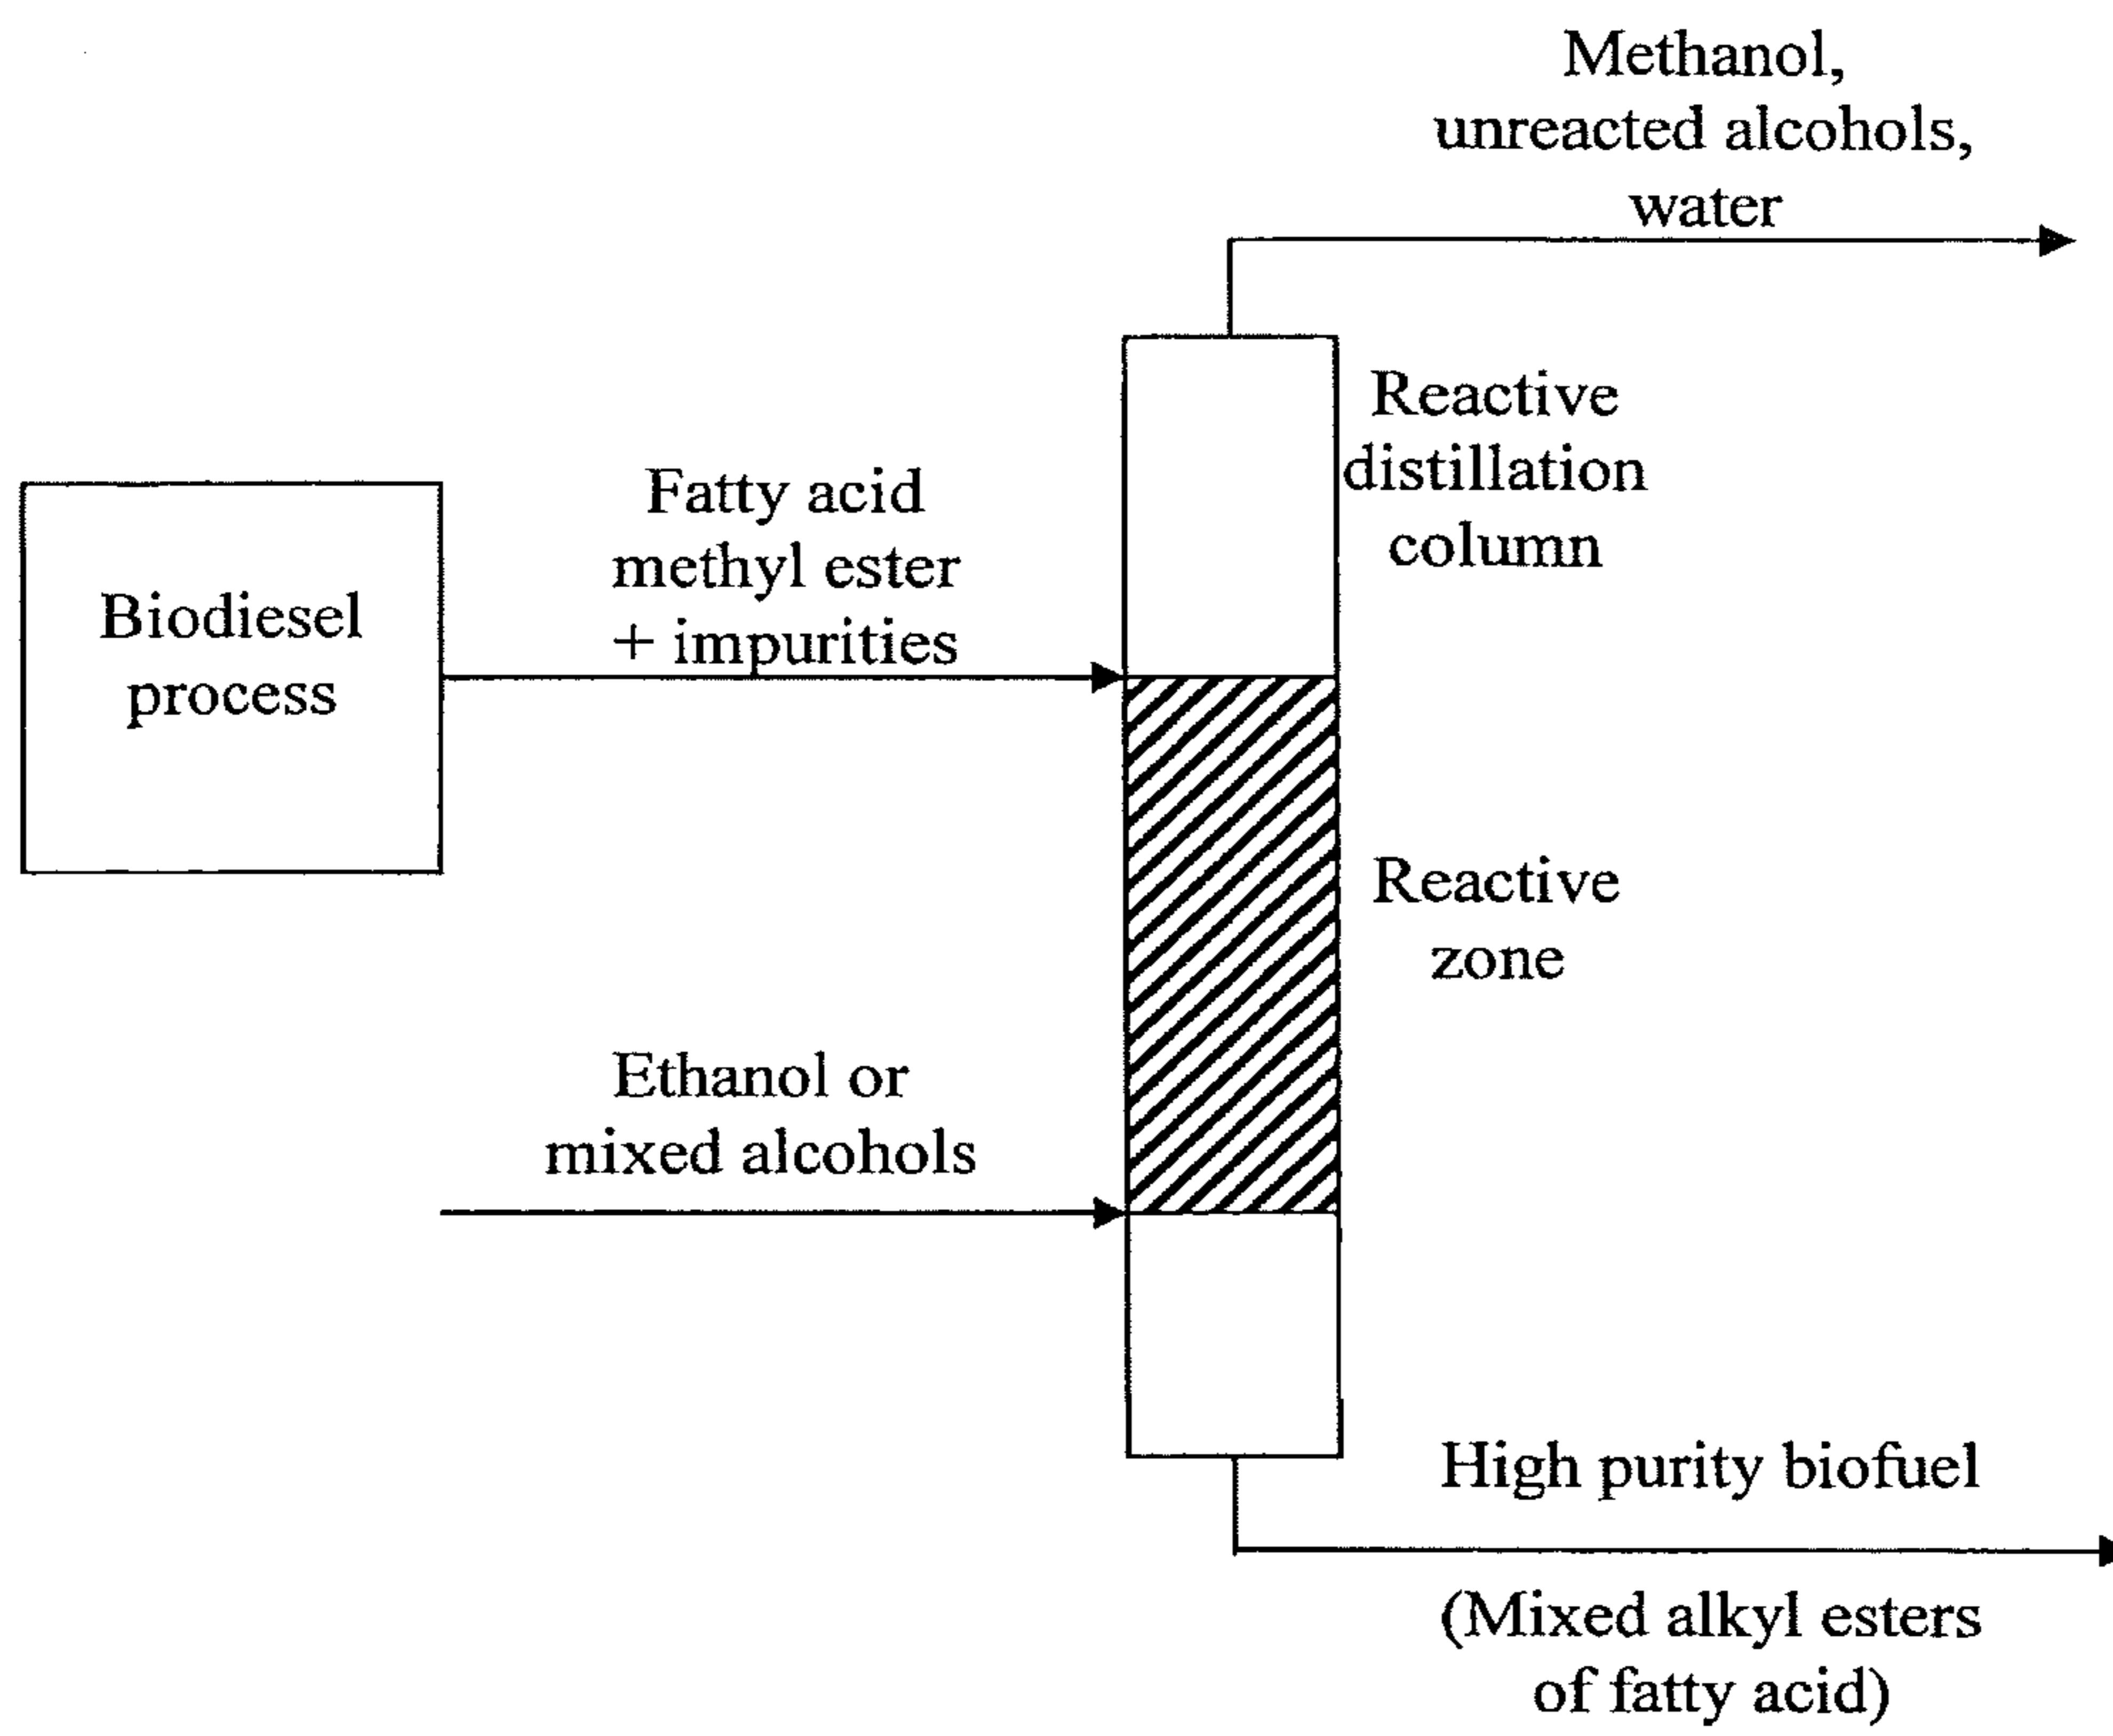 Methanol,
unreacted alcohols,
water
Reactive
distillation
column
Fatty acid
methyl ester
+ impurities
Biodiesel
process
Reactive
zone
Ethanol or
mixed alcohols
High purity biofuel
(Mixed alkyl esters
of fatty acid)